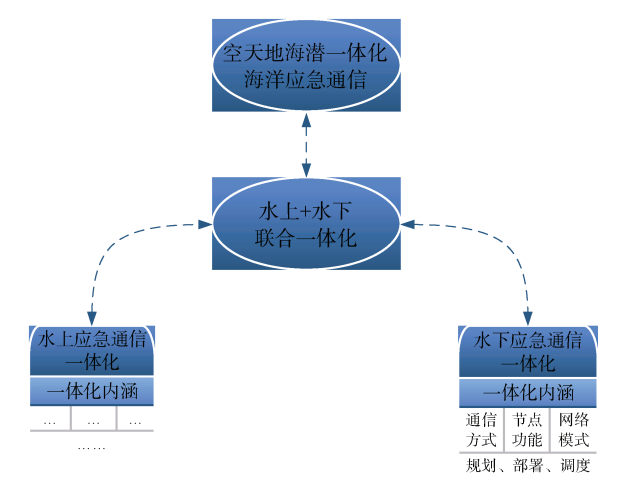 空天地海潜一体化
海洋应急通信
水上+水下
联合一体化
水上应急通信
一体化
一体化内涵
… … …
……
水下应急通信
一体化
一体化内涵
通信
方式
节点
功能
网络
模式
规划、部署、调度